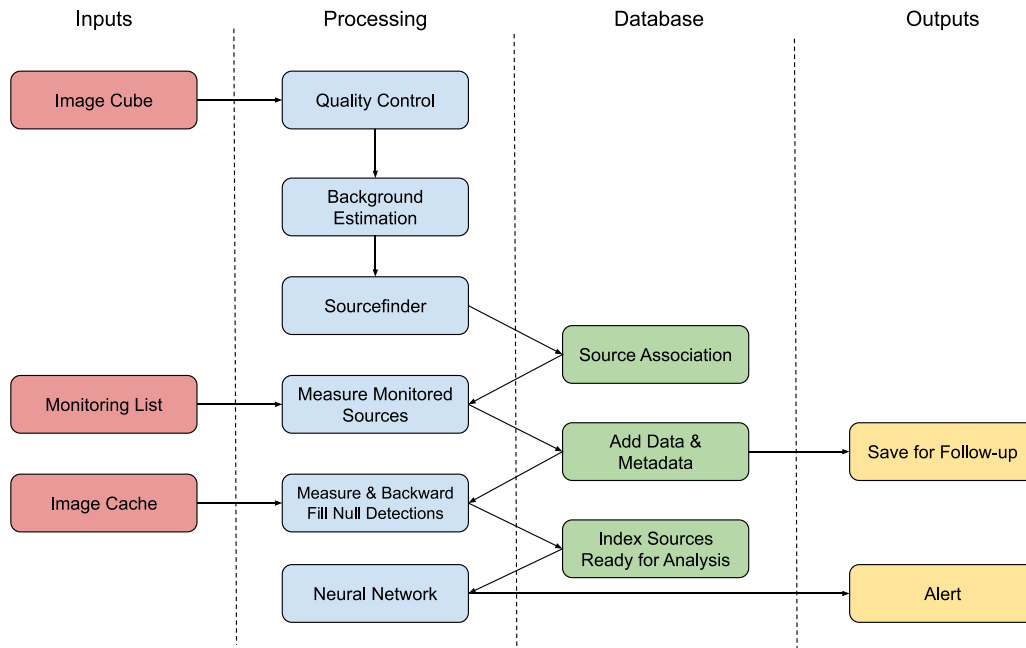 Inputs
Processing
Database
Outputs
Image Cube
Quality Control
Background
Estimation
Sourcefinder
Source Association
Monitoring List
Measure Monitored
Sources
Add Data &
Metadata
Save for Follow-up
Image Cache
Measure & Backward
Fill Null Detections
Index Sources
Ready for Analysis
Neural Network
Alert